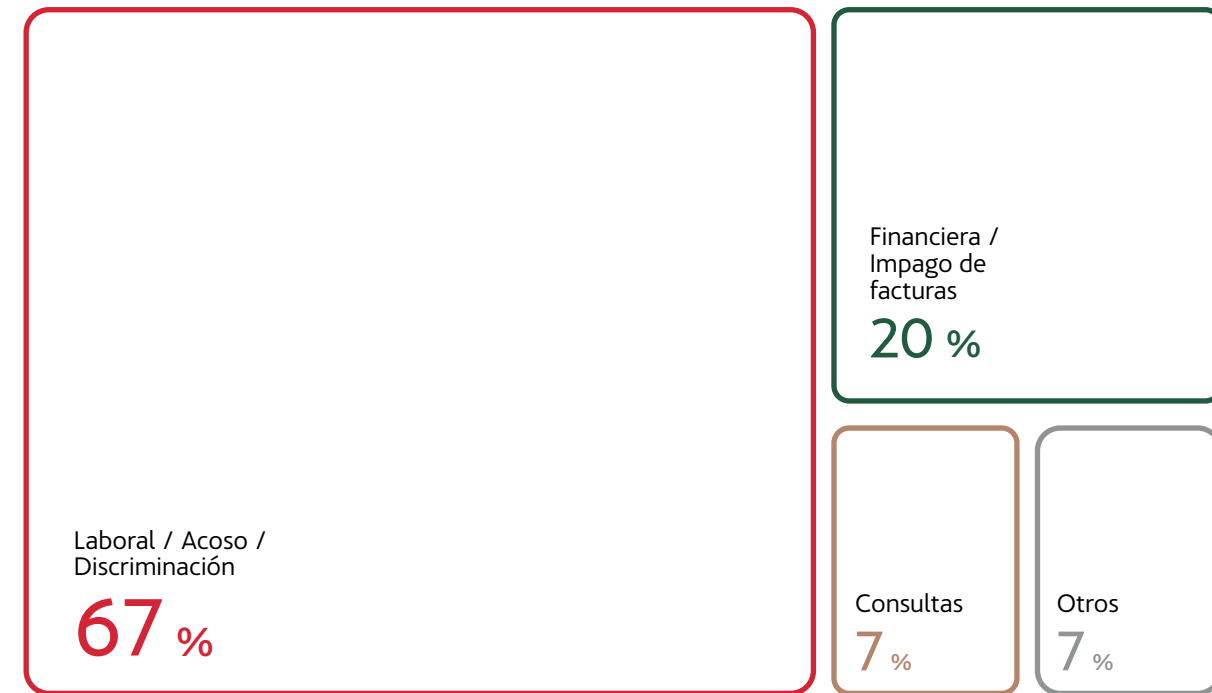 Laboral / Acoso /
Discriminación
67 %
Financiera /
Impago de
facturas
20 %
Consultas
7 %
Otros
7 %